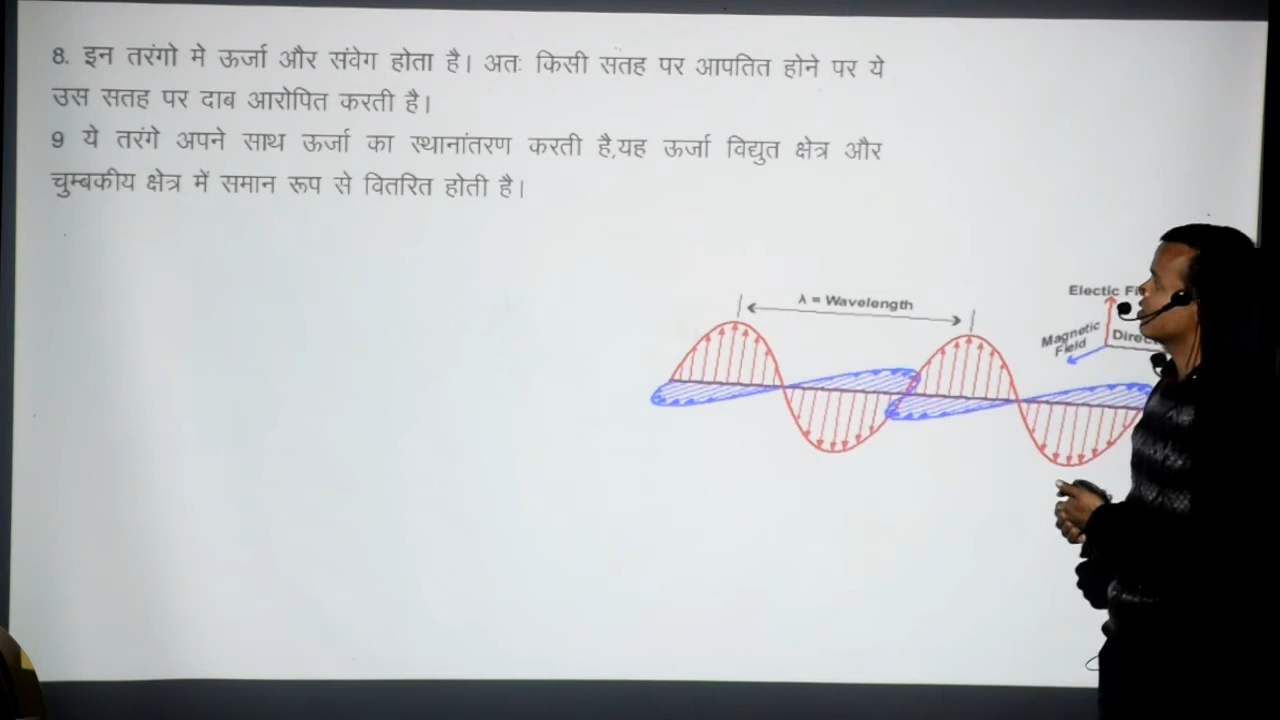 8. इन तरंगो मे ऊर्जा और संवेग होता है। अतः किसी सतह पर आपतित होने पर ये
उस सतह पर दाब आरोपित करती है।
9 ये तरंगे अपने साथ ऊर्जा का स्थानांतरण करती है,यह ऊर्जा विद्युत क्षेत्र और
चुम्बकीय क्षेत्र में समान रूप से वितरित होती है।
λ = Wavelength
Electic
Magnetic
Field